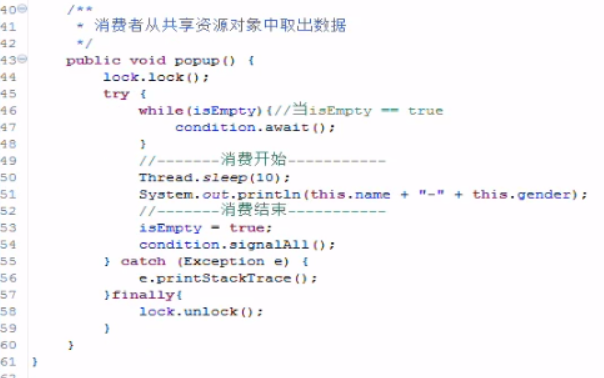 40 /**
41 * 消费者从共享资源对象中取出数据
42 */
43 public void popup() {
44 lock.lock();
45 try {
46 while(isEmpty){//当isEmpty == true
47 condition.await();
48 }
49 //-------消费开始-----------
50 Thread.sleep(10);
51 System.out.println(this.name + "-" + this.gender);
52 //-------消费结束-----------
53 isEmpty = true;
54 condition.signalAll();
55 } catch (Exception e) {
56 e.printStackTrace();
57 }finally{
58 lock.unlock();
59 }
60 }
61 }